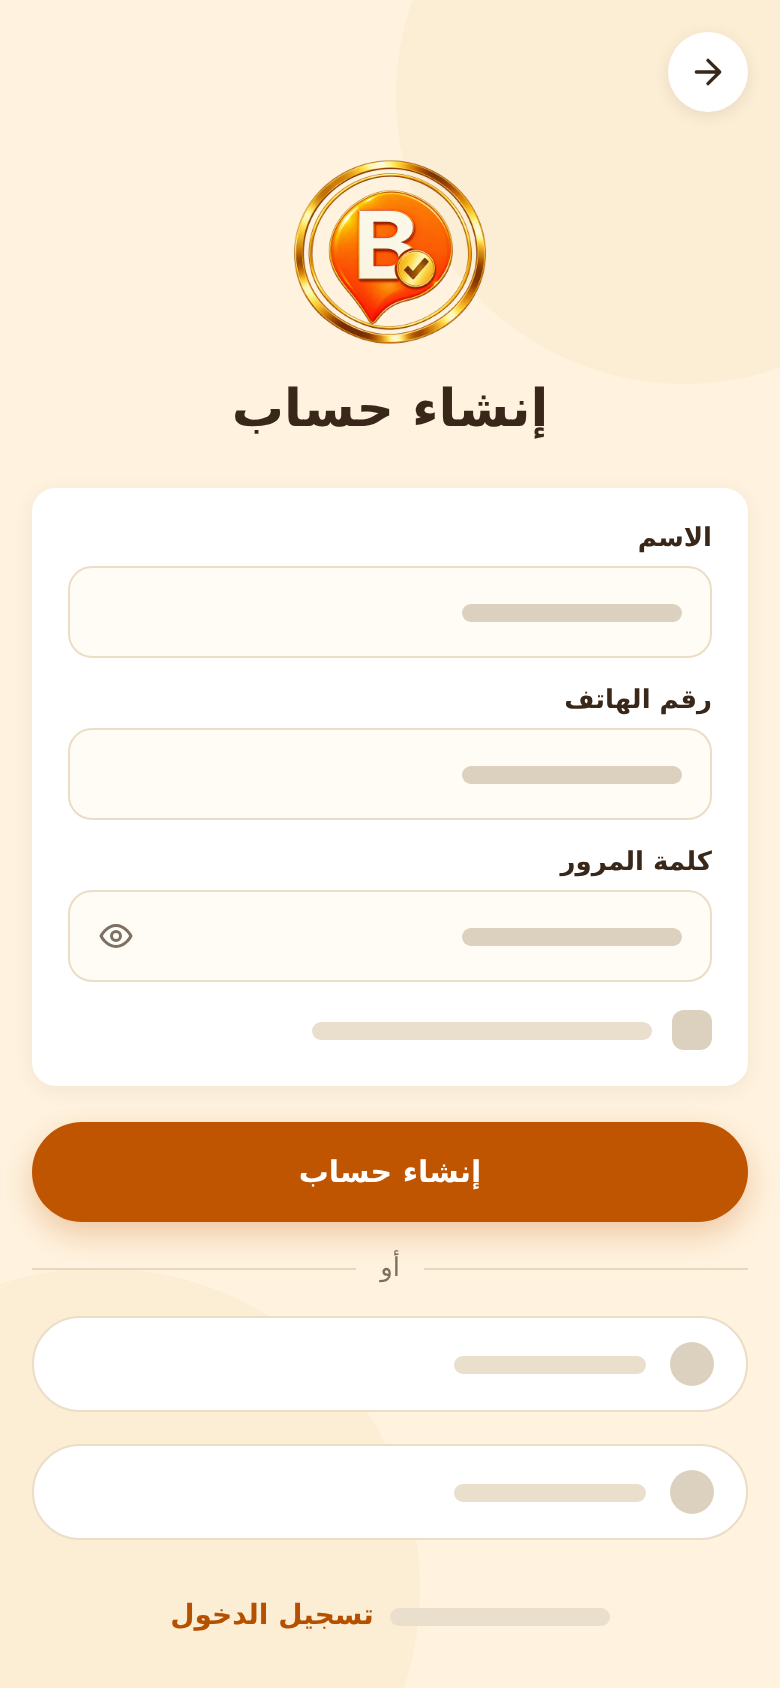 B
إنشاء حساب
الاسم
رقم الهاتف
كلمة المرور
إنشاء حساب
أو
تسجيل الدخول